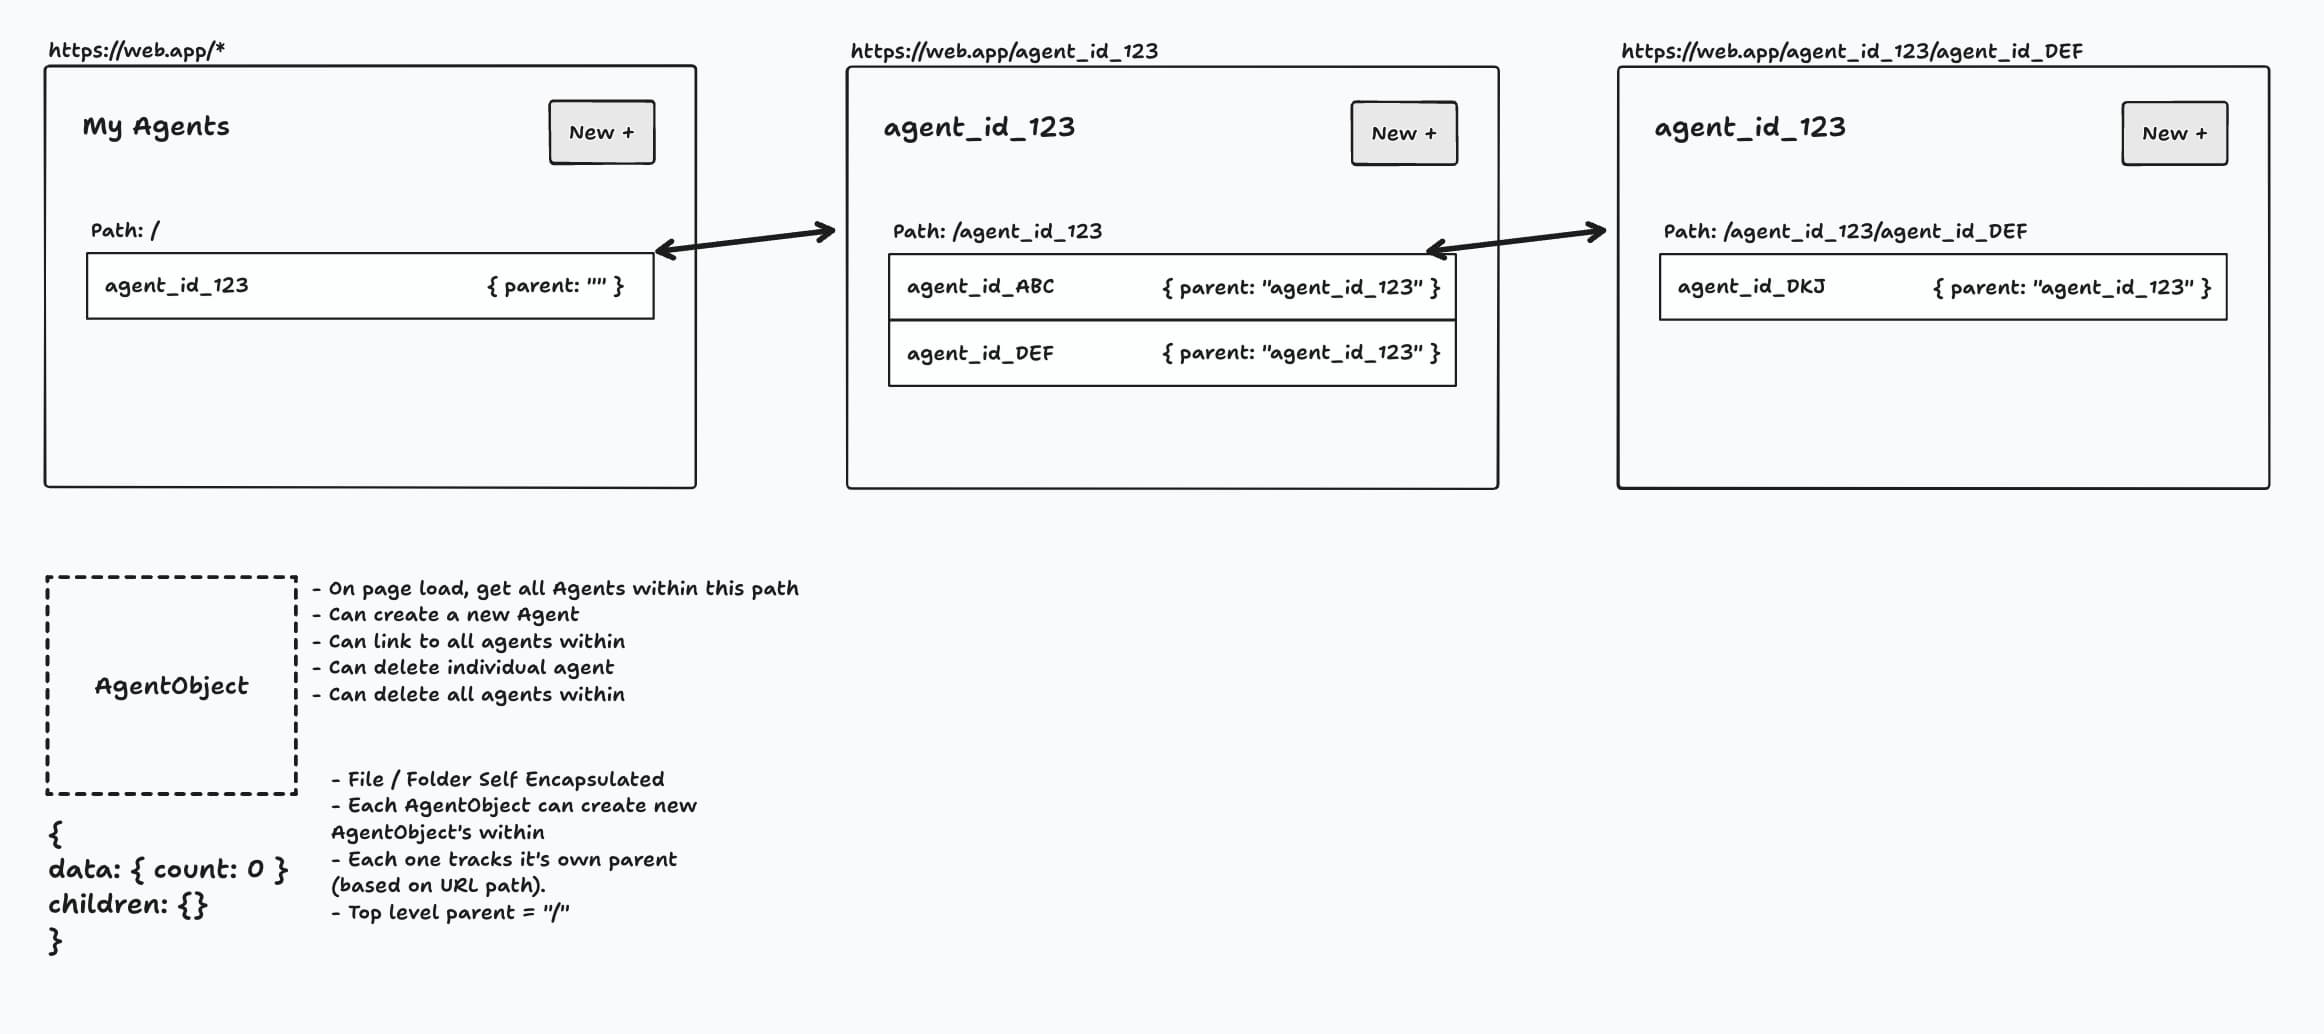 https://web.app/*
My Agents
New +
Path: /
agent_id_123 { parent: "" }
https://web.app/agent_id_123
agent_id_123
New +
Path: /agent_id_123
agent_id_ABC { parent: "agent_id_123" }
agent_id_DEF { parent: "agent_id_123" }
https://web.app/agent_id_123/agent_id_DEF
agent_id_123
New +
Path: /agent_id_123/agent_id_DEF
agent_id_DKJ { parent: "agent_id_123" }
AgentObject
- On page load, get all Agents within this path
- Can create a new Agent
- Can link to all agents within
- Can delete individual agent
- Can delete all agents within
{
data: { count: 0 }
children: {}
}
- File / Folder Self Encapsulated
- Each AgentObject can create new
AgentObject's within
- Each one tracks it's own parent
(based on URL path).
- Top level parent = "/"